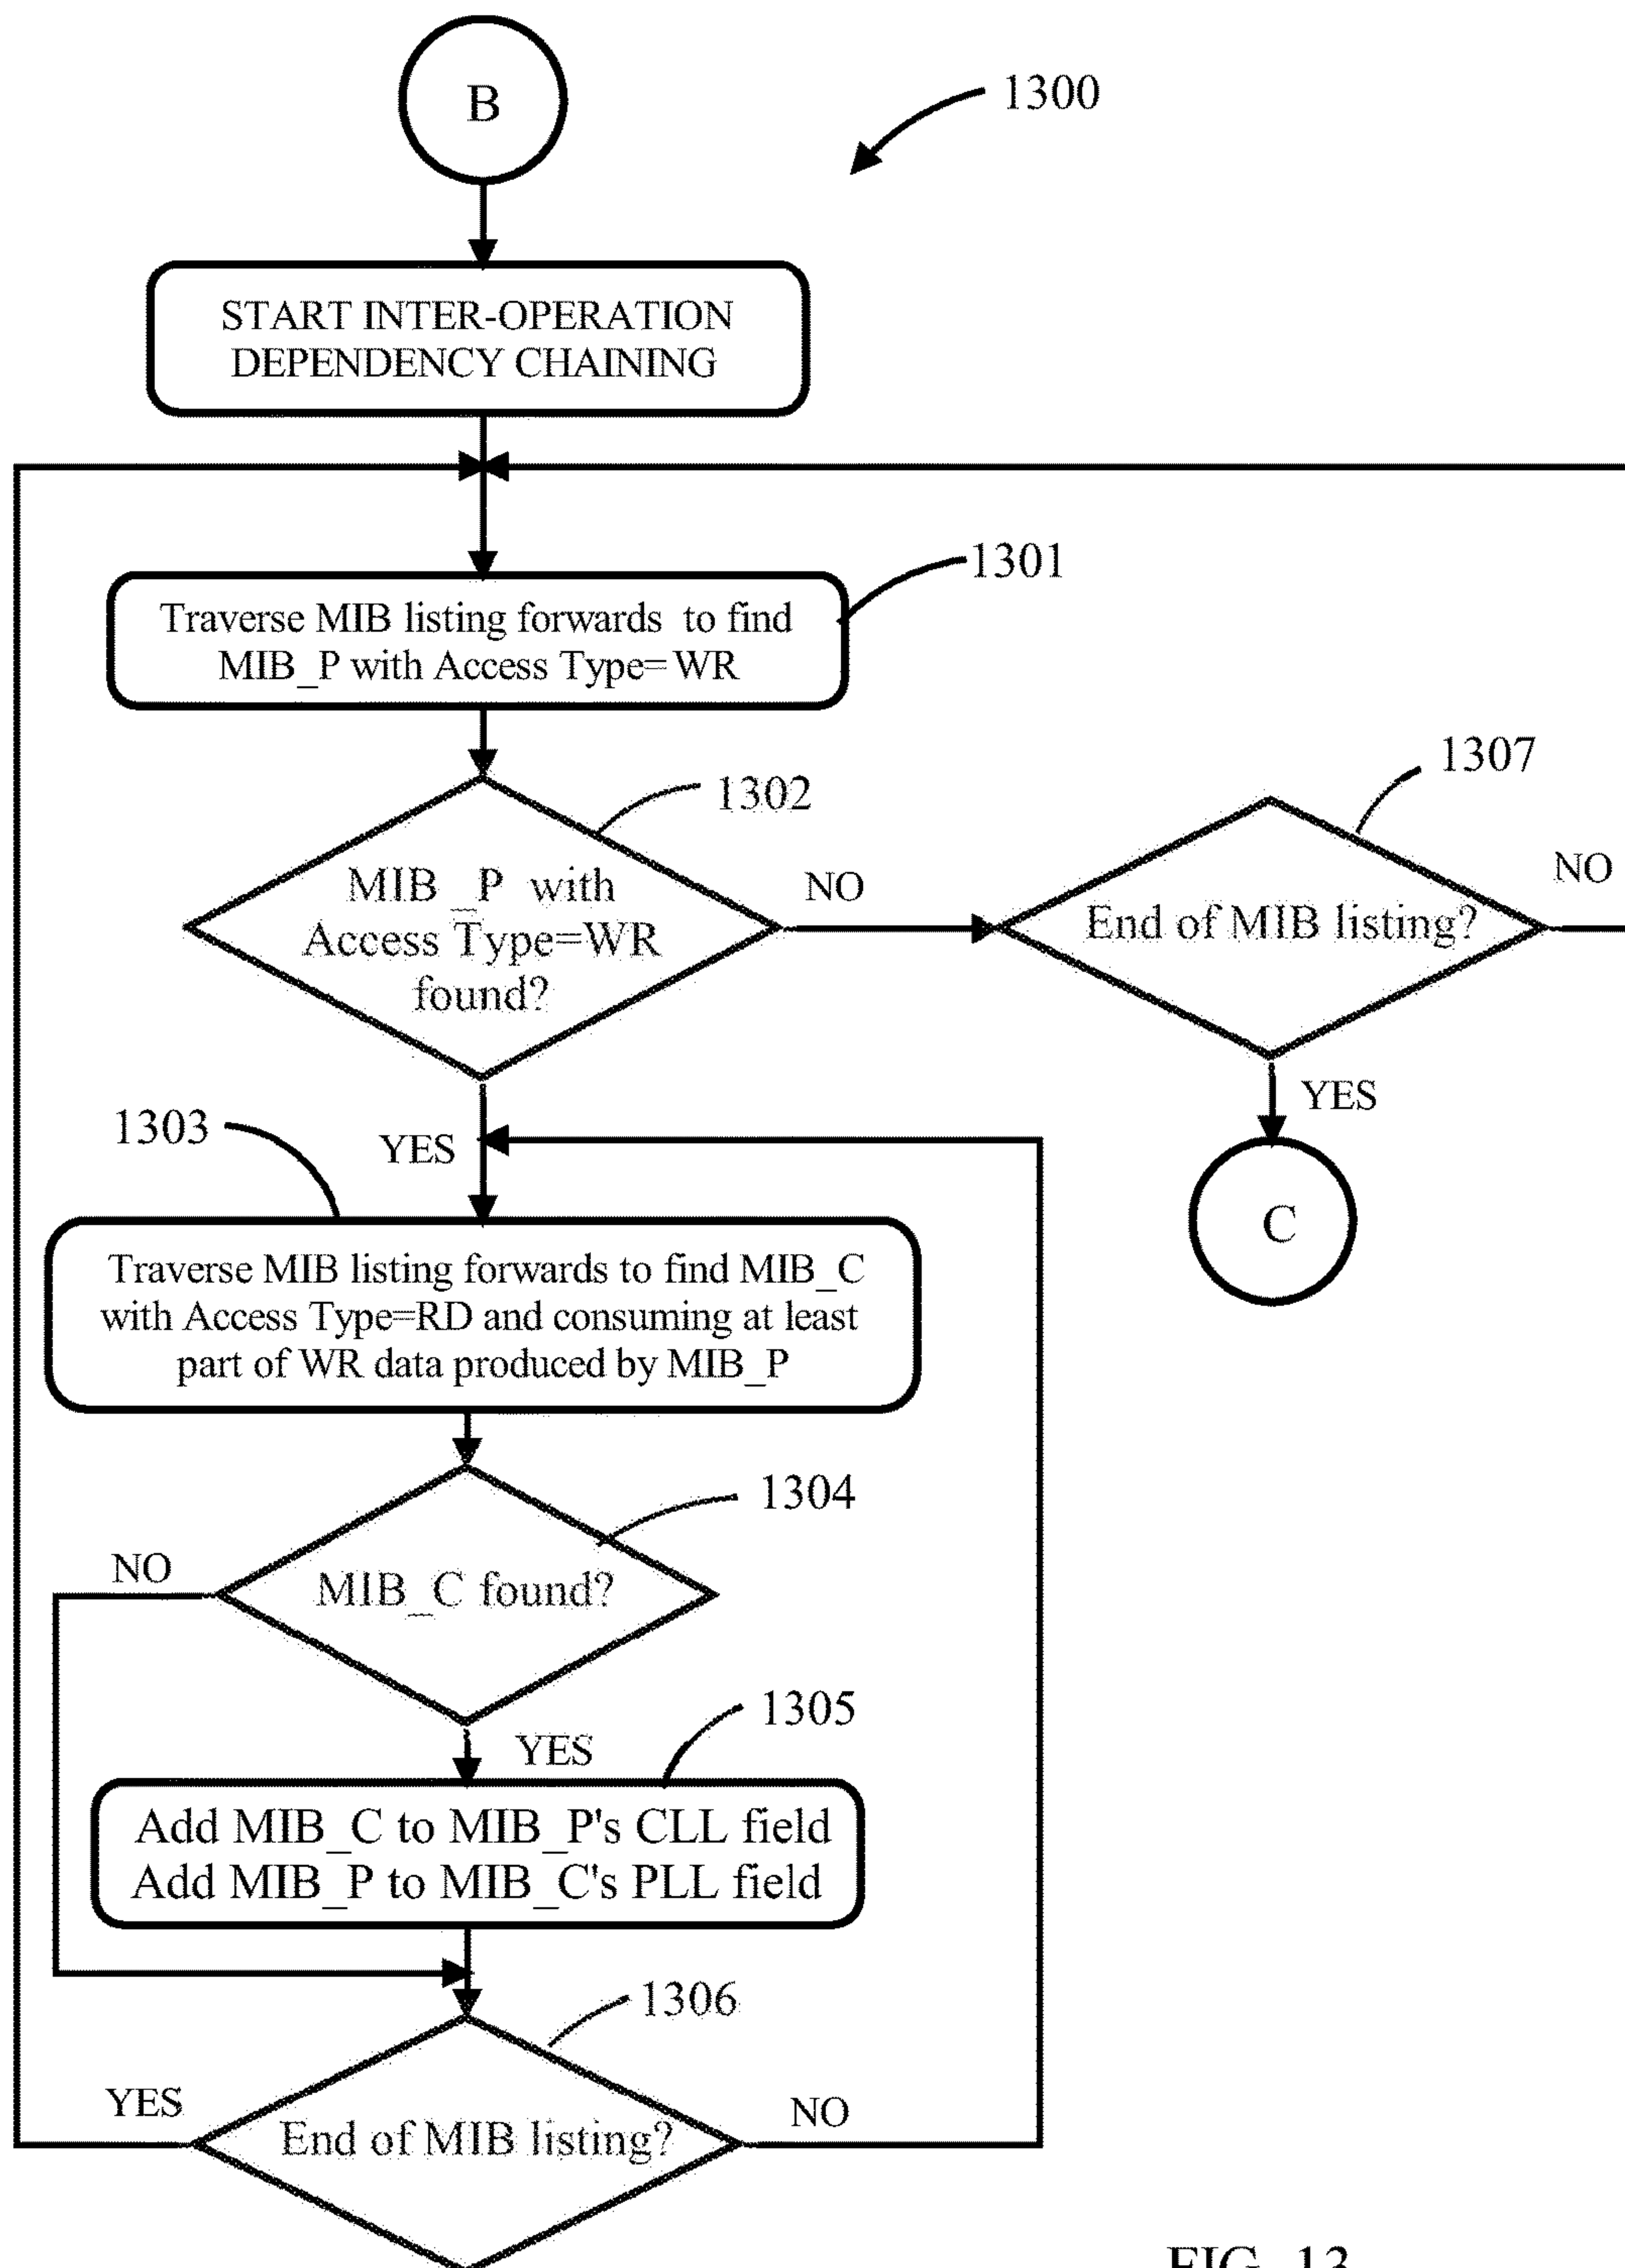 B
1300
START INTER-OPERATION
DEPENDENCY CHAINING
1301
Traverse MIB listing forwards to find
MIB_P with Access Type=WR
1302
MIB_P with
Access Type=WR
found?
NO
1307
End of MIB listing?
NO
YES
C
1303
YES
Traverse MIB listing forwards to find MIB_C
with Access Type=RD and consuming at least
part of WR data produced by MIB_P
1304
NO
MIB_C found?
1305
YES
Add MIB_C to MIB_P's CLL field
Add MIB_P to MIB_C's PLL field
1306
YES
End of MIB listing?
NO
FIG. 13